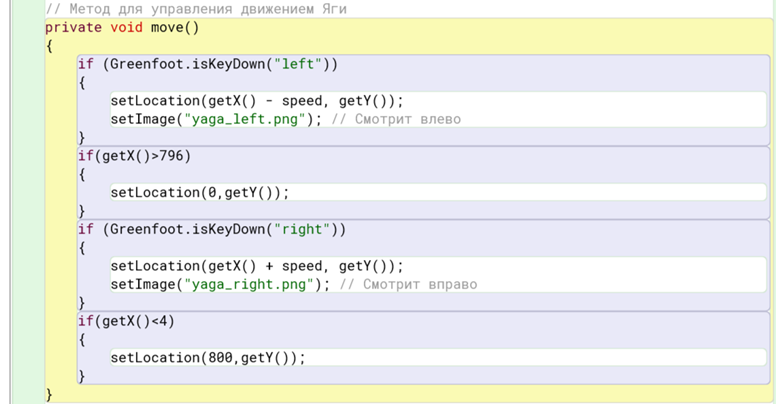 // Метод для управления движением Яги
private void move()
{
if (Greenfoot.isKeyDown("left"))
{
setLocation(getX() - speed, getY());
setImage("yaga_left.png"); // Смотрит влево
}
if(getX()>796)
{
setLocation(0,getY());
}
if (Greenfoot.isKeyDown("right"))
{
setLocation(getX() + speed, getY());
setImage("yaga_right.png"); // Смотрит вправо
}
if(getX()<4)
{
setLocation(800,getY());
}
}